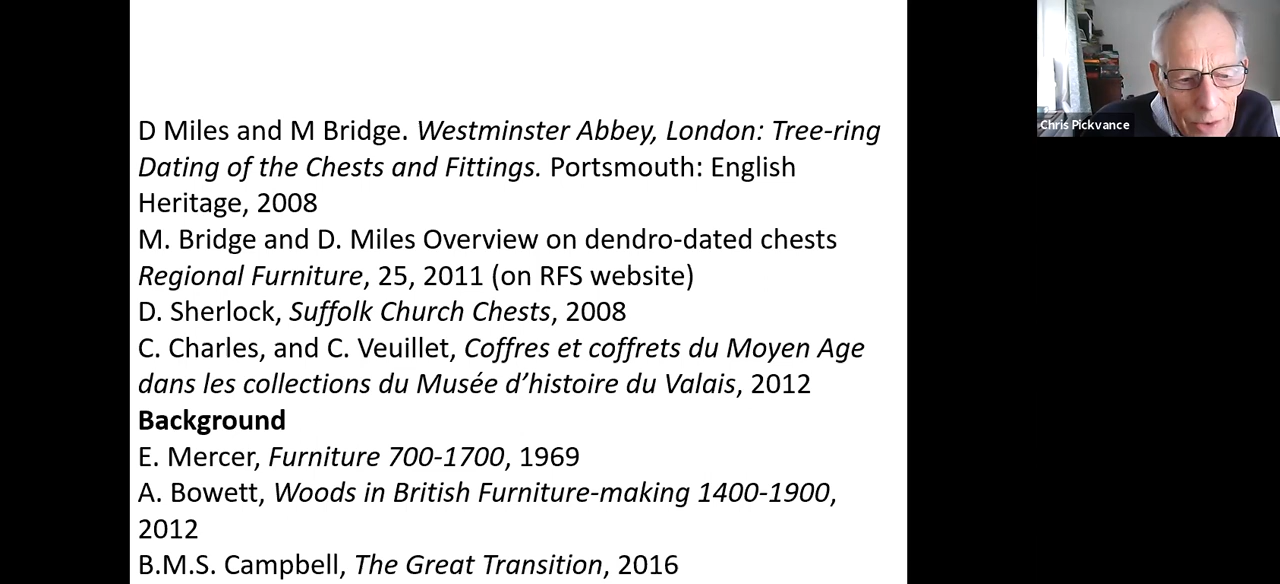 D Miles and M Bridge. Westminster Abbey, London: Tree-ring
Dating of the Chests and Fittings. Portsmouth: English
Heritage, 2008
M. Bridge and D. Miles Overview on dendro-dated chests
Regional Furniture, 25, 2011 (on RFS website)
D. Sherlock, Suffolk Church Chests, 2008
C. Charles, and C. Veuillet, Coffres et coffrets du Moyen Age
dans les collections du Musée d’histoire du Valais, 2012
Background
E. Mercer, Furniture 700-1700, 1969
A. Bowett, Woods in British Furniture-making 1400-1900,
2012
B.M.S. Campbell, The Great Transition, 2016
Chris Pickvance